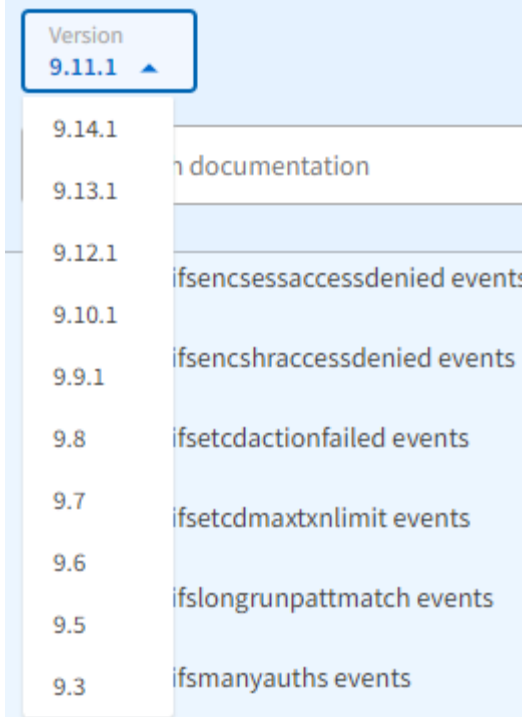 Version
9.11.1
9.14.1
documentation
9.13.1
9.12.1
ifsencsessaccessdenied events
9.10.1
ifsencshraccessdenied events
9.9.1
9.8
ifsetcdactionfailed events
9.7
ifsetcdmaxtxnlimit events
9.6
ifslongrunpattmatch events
9.5
9.3
ifsmanyauths events